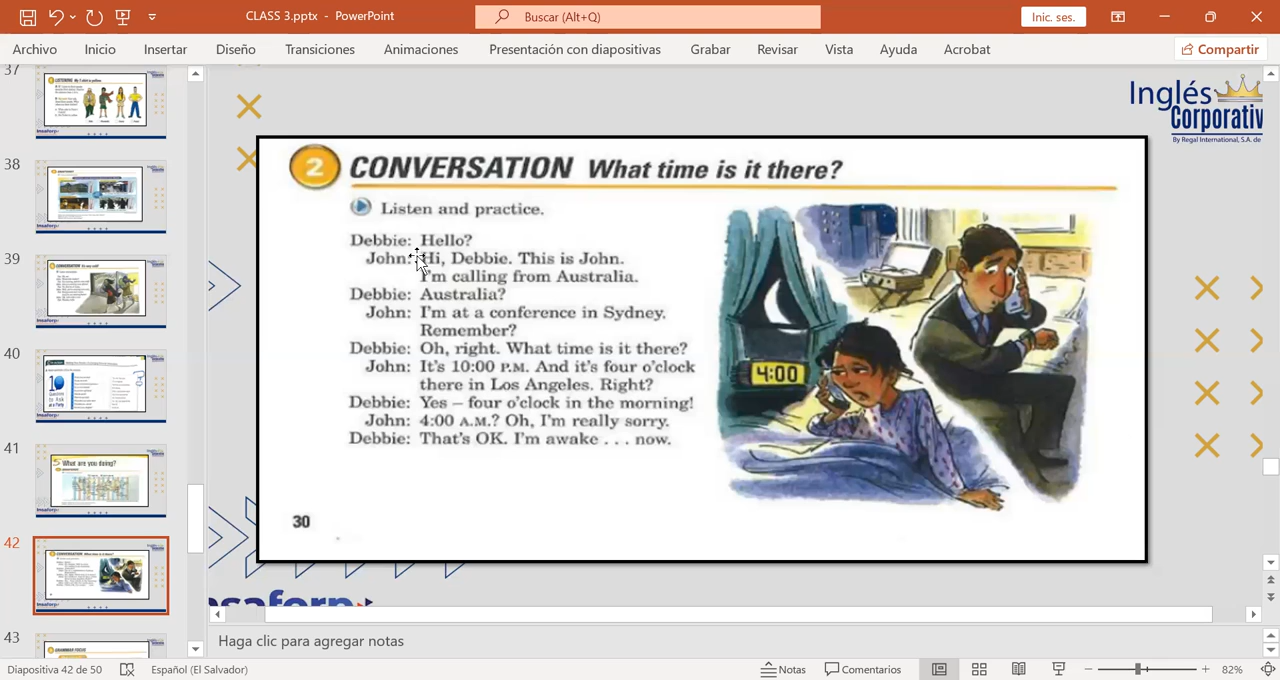 CLASS 3.pptx - PowerPoint
Buscar (Alt+Q)
Inic. ses.
Archivo Inicio Insertar Diseño Transiciones Animaciones Presentación con diapositivas Grabar Revisar Vista Ayuda Acrobat Compartir
37
38
39
40
41
What are you doing?
42
43
Inglés
Corporativ
By Regal International, S.A. de
2 CONVERSATION What time is it there?
Listen and practice.
Debbie: Hello?
John: Hi, Debbie. This is John.
I'm calling from Australia.
Debbie: Australia?
John: I'm at a conference in Sydney.
Remember?
Debbie: Oh, right. What time is it there?
John: It's 10:00 P.M. And it's four o'clock
there in Los Angeles. Right?
Debbie: Yes – four o'clock in the morning!
John: 4:00 A.M.? Oh, I'm really sorry.
Debbie: That's OK. I'm awake . . . now.
4:00
30
Haga clic para agregar notas
Diapositiva 42 de 50 Español (El Salvador) Notas Comentarios 82%